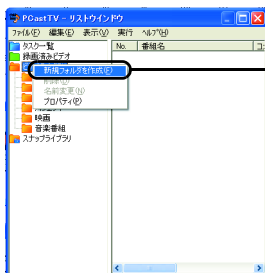 PCastTV - リストウインドウ
ファイル(F) 編集(E) 表示(V) 実行 ヘルプ(H)
タスク一覧
No. 番組名
録画済みビデオ
新規フォルダを作成(F)
削除(D)
名前変更(N)
プロパティ(P)
映画
音楽番組
スナップライブラリ